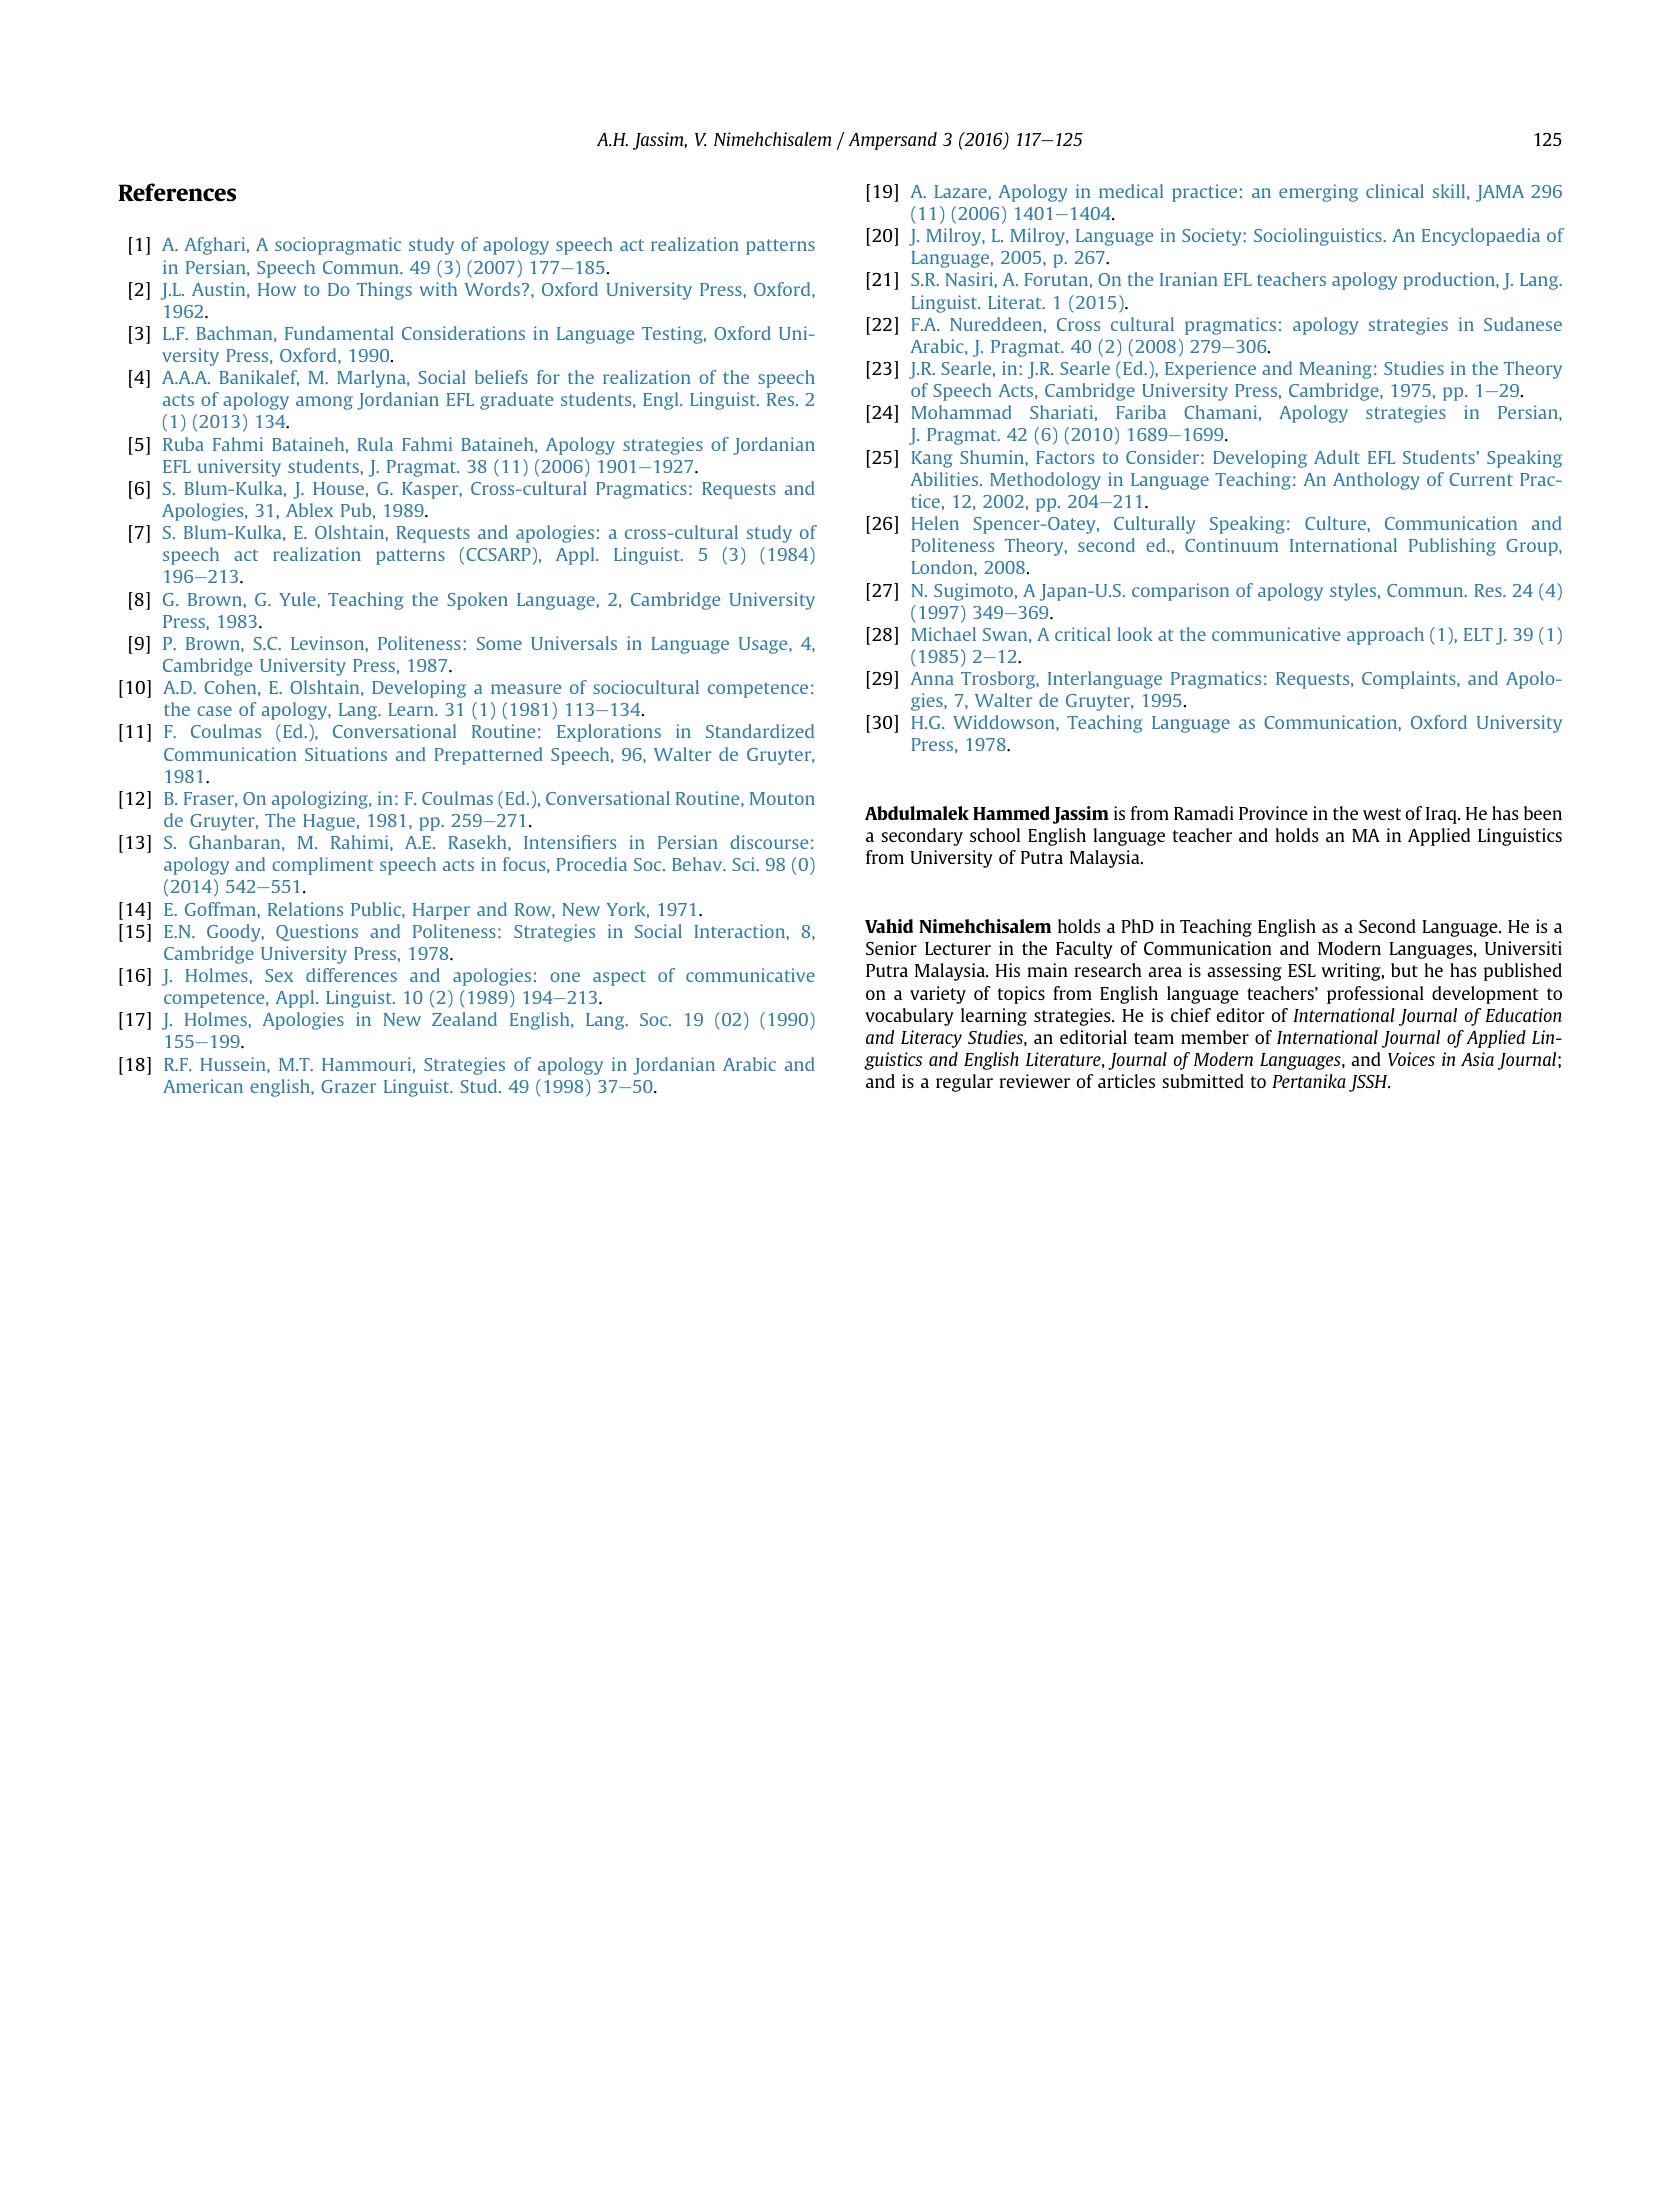 A.H. Jassim, V. Nimehchisalem / Ampersand 3 (2016) 117–125
125
References
[1] A. Afghari, A sociopragmatic study of apology speech act realization patterns
in Persian, Speech Commun. 49 (3) (2007) 177–185.
[2] J.L. Austin, How to Do Things with Words?, Oxford University Press, Oxford,
1962.
[3] L.F. Bachman, Fundamental Considerations in Language Testing, Oxford Uni-
versity Press, Oxford, 1990.
[4] A.A.A. Banikalef, M. Marlyna, Social beliefs for the realization of the speech
acts of apology among Jordanian EFL graduate students, Engl. Linguist. Res. 2
(1) (2013) 134.
[5] Ruba Fahmi Bataineh, Rula Fahmi Bataineh, Apology strategies of Jordanian
EFL university students, J. Pragmat. 38 (11) (2006) 1901–1927.
[6] S. Blum-Kulka, J. House, G. Kasper, Cross-cultural Pragmatics: Requests and
Apologies, 31, Ablex Pub, 1989.
[7] S. Blum-Kulka, E. Olshtain, Requests and apologies: a cross-cultural study of
speech act realization patterns (CCSARP), Appl. Linguist. 5 (3) (1984)
196–213.
[8] G. Brown, G. Yule, Teaching the Spoken Language, 2, Cambridge University
Press, 1983.
[9] P. Brown, S.C. Levinson, Politeness: Some Universals in Language Usage, 4,
Cambridge University Press, 1987.
[10] A.D. Cohen, E. Olshtain, Developing a measure of sociocultural competence:
the case of apology, Lang. Learn. 31 (1) (1981) 113–134.
[11] F. Coulmas (Ed.), Conversational Routine: Explorations in Standardized
Communication Situations and Prepatterned Speech, 96, Walter de Gruyter,
1981.
[12] B. Fraser, On apologizing, in: F. Coulmas (Ed.), Conversational Routine, Mouton
de Gruyter, The Hague, 1981, pp. 259–271.
[13] S. Ghanbaran, M. Rahimi, A.E. Rasekh, Intensifiers in Persian discourse:
apology and compliment speech acts in focus, Procedia Soc. Behav. Sci. 98 (0)
(2014) 542–551.
[14] E. Goffman, Relations Public, Harper and Row, New York, 1971.
[15] E.N. Goody, Questions and Politeness: Strategies in Social Interaction, 8,
Cambridge University Press, 1978.
[16] J. Holmes, Sex differences and apologies: one aspect of communicative
competence, Appl. Linguist. 10 (2) (1989) 194–213.
[17] J. Holmes, Apologies in New Zealand English, Lang. Soc. 19 (02) (1990)
155–199.
[18] R.F. Hussein, M.T. Hammouri, Strategies of apology in Jordanian Arabic and
American english, Grazer Linguist. Stud. 49 (1998) 37–50.
[19] A. Lazare, Apology in medical practice: an emerging clinical skill, JAMA 296
(11) (2006) 1401–1404.
[20] J. Milroy, L. Milroy, Language in Society: Sociolinguistics. An Encyclopaedia of
Language, 2005, p. 267.
[21] S.R. Nasiri, A. Forutan, On the Iranian EFL teachers apology production, J. Lang.
Linguist. Literat. 1 (2015).
[22] F.A. Nureddeen, Cross cultural pragmatics: apology strategies in Sudanese
Arabic, J. Pragmat. 40 (2) (2008) 279–306.
[23] J.R. Searle, in: J.R. Searle (Ed.), Experience and Meaning: Studies in the Theory
of Speech Acts, Cambridge University Press, Cambridge, 1975, pp. 1–29.
[24] Mohammad Shariati, Fariba Chamani, Apology strategies in Persian,
J. Pragmat. 42 (6) (2010) 1689–1699.
[25] Kang Shumin, Factors to Consider: Developing Adult EFL Students’ Speaking
Abilities. Methodology in Language Teaching: An Anthology of Current Prac-
tice, 12, 2002, pp. 204–211.
[26] Helen Spencer-Oatey, Culturally Speaking: Culture, Communication and
Politeness Theory, second ed., Continuum International Publishing Group,
London, 2008.
[27] N. Sugimoto, A Japan-U.S. comparison of apology styles, Commun. Res. 24 (4)
(1997) 349–369.
[28] Michael Swan, A critical look at the communicative approach (1), ELT J. 39 (1)
(1985) 2–12.
[29] Anna Trosborg, Interlanguage Pragmatics: Requests, Complaints, and Apolo-
gies, 7, Walter de Gruyter, 1995.
[30] H.G. Widdowson, Teaching Language as Communication, Oxford University
Press, 1978.
Abdulmalek Hammed Jassim is from Ramadi Province in the west of Iraq. He has been
a secondary school English language teacher and holds an MA in Applied Linguistics
from University of Putra Malaysia.
Vahid Nimehchisalem holds a PhD in Teaching English as a Second Language. He is a
Senior Lecturer in the Faculty of Communication and Modern Languages, Universiti
Putra Malaysia. His main research area is assessing ESL writing, but he has published
on a variety of topics from English language teachers’ professional development to
vocabulary learning strategies. He is chief editor of International Journal of Education
and Literacy Studies, an editorial team member of International Journal of Applied Lin-
guistics and English Literature, Journal of Modern Languages, and Voices in Asia Journal;
and is a regular reviewer of articles submitted to Pertanika JSSH.